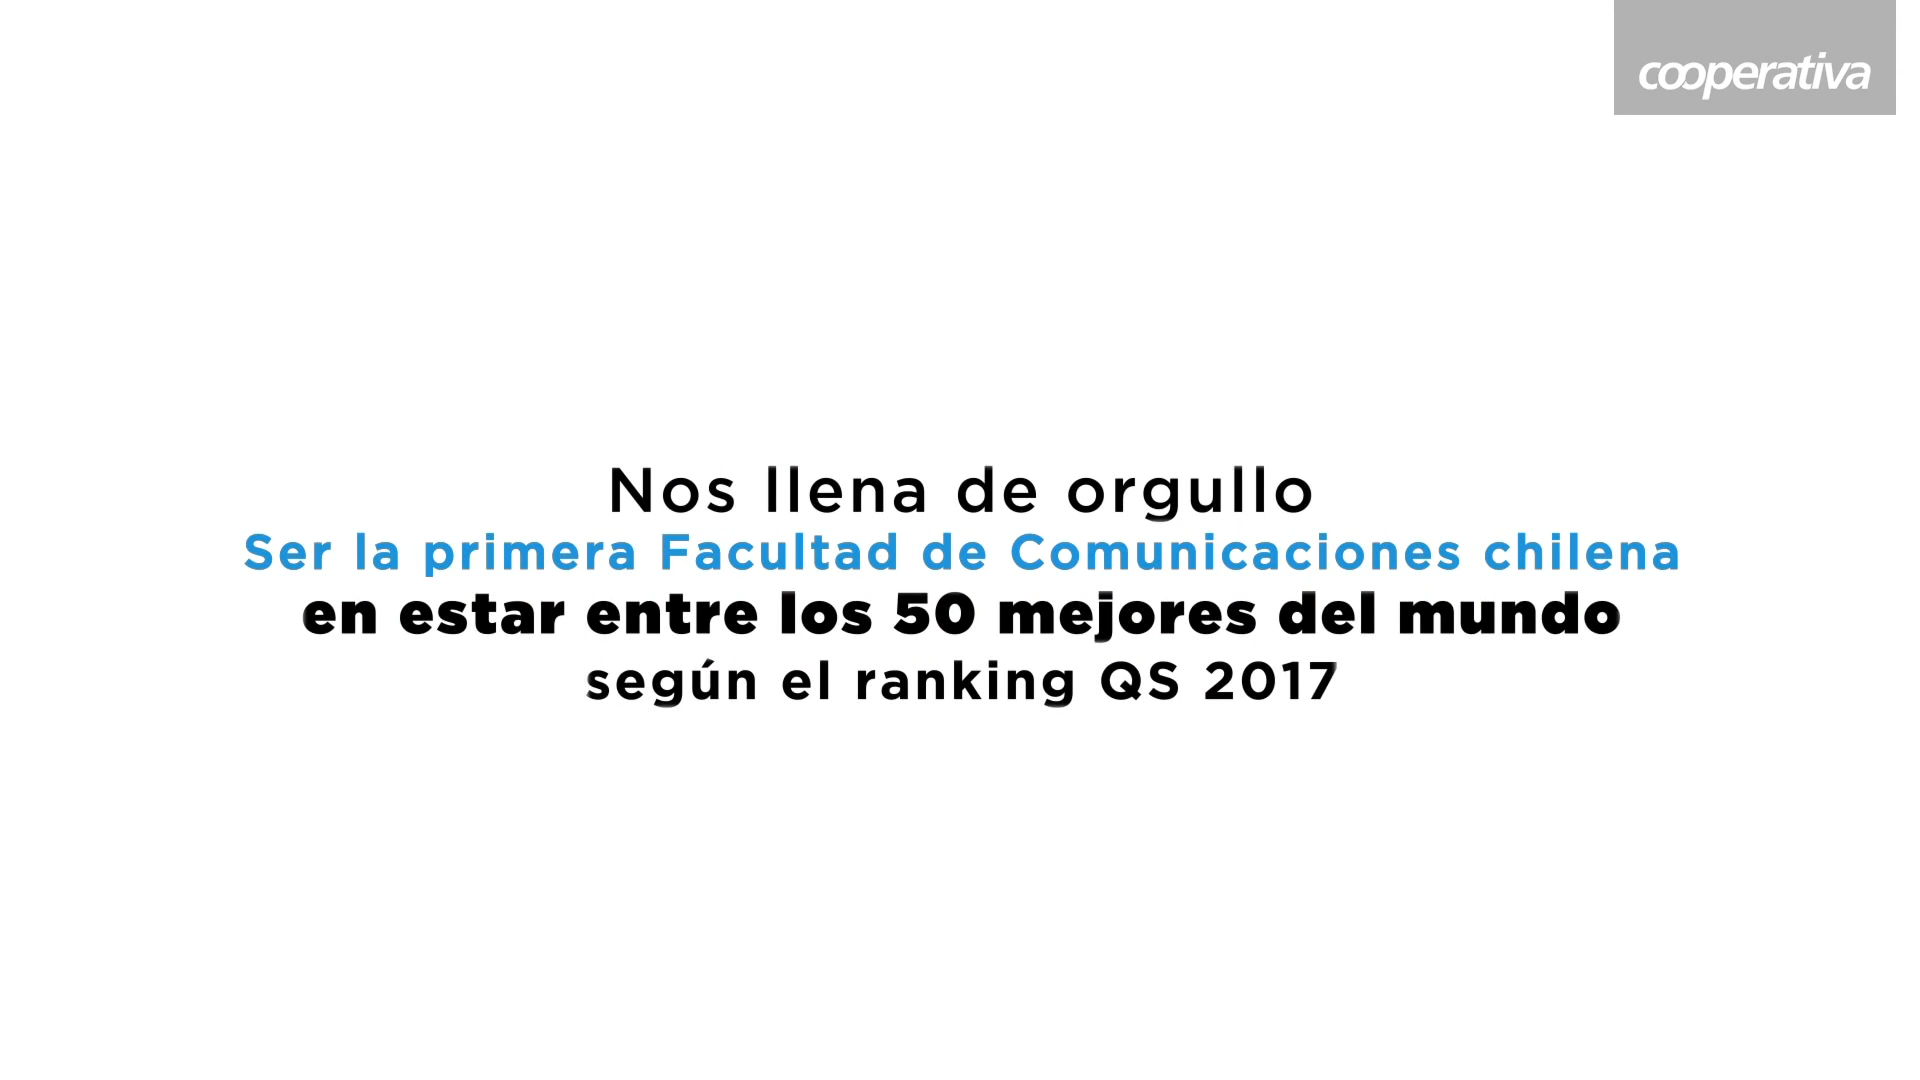 cooperativa
Nos llena de orgullo
Ser la primera Facultad de Comunicaciones chilena
en estar entre los 50 mejores del mundo
según el ranking QS 2017